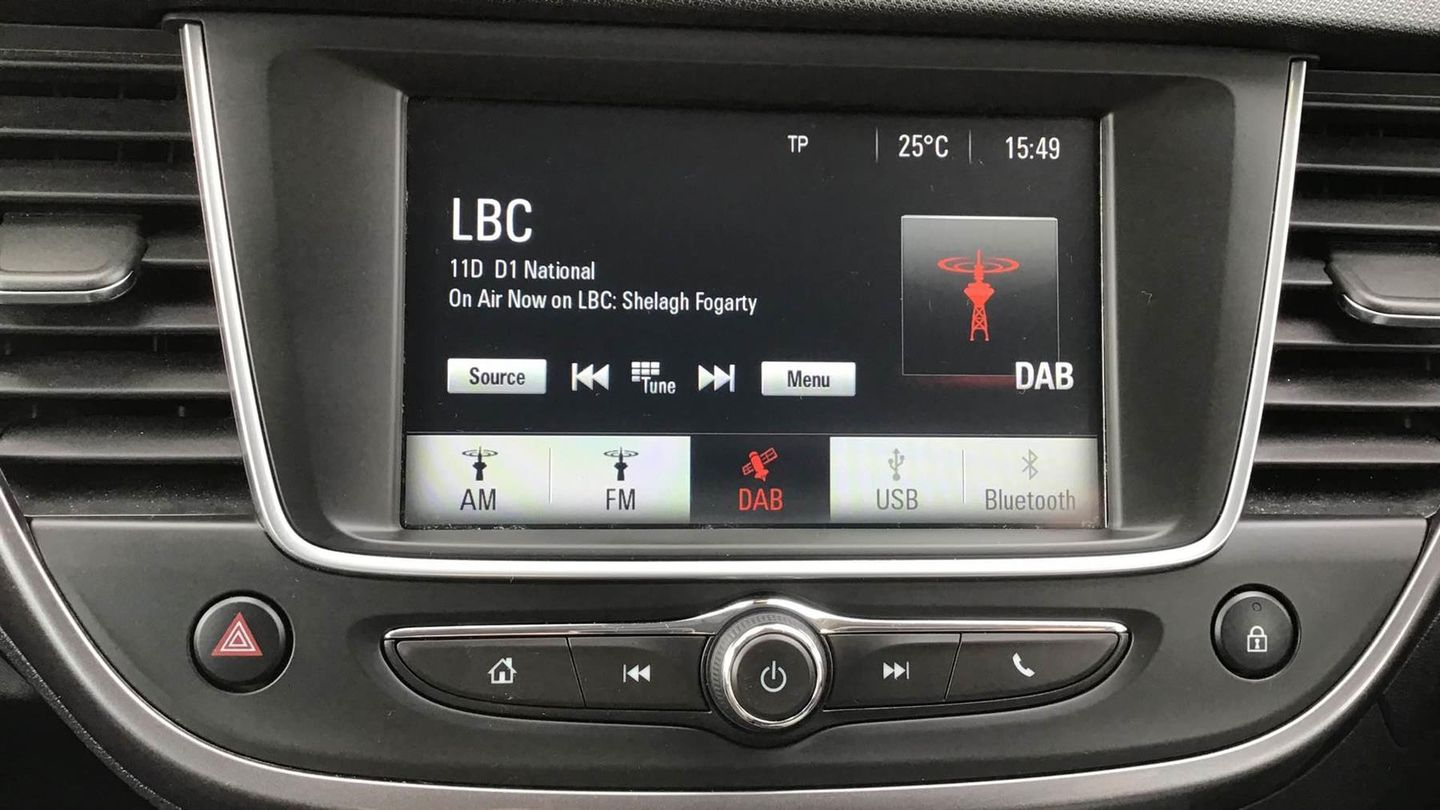 TP 25°C 15:49
LBC
11D D1 National
On Air Now on LBC: Shelagh Fogarty
Source Tune Menu
DAB
AM FM DAB USB Bluetooth